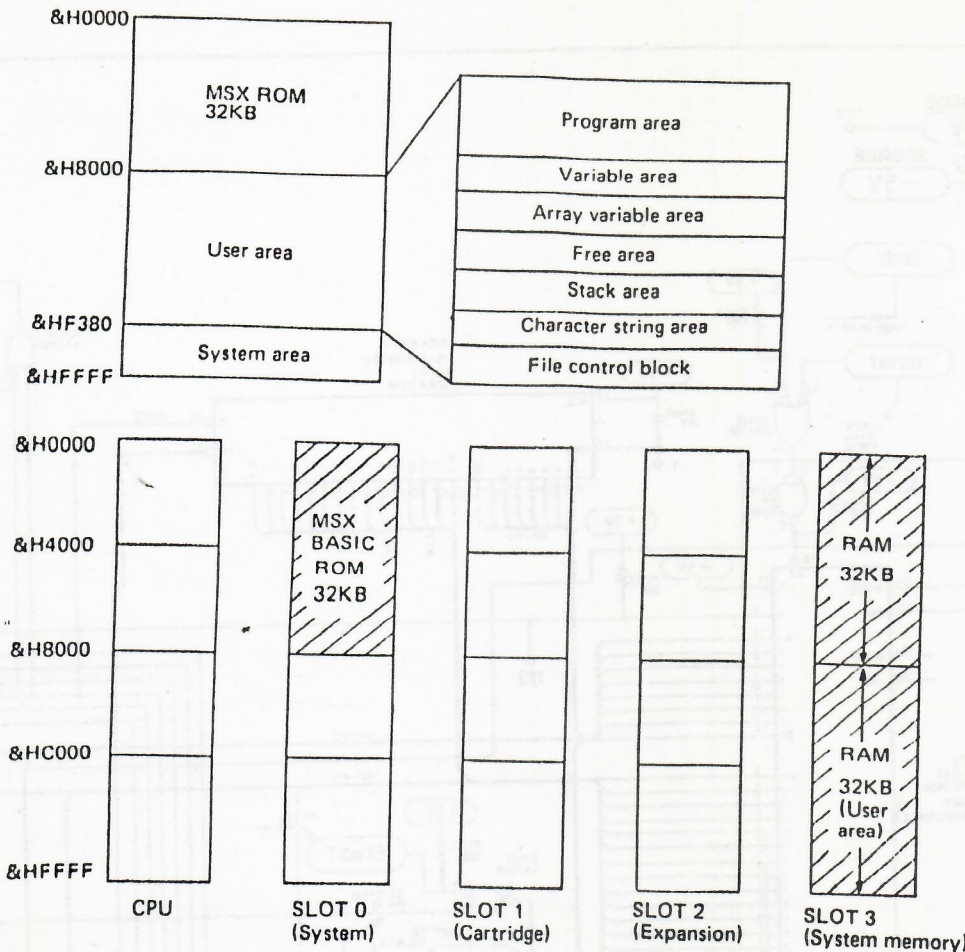 &H0000
MSX ROM
32KB
&H8000
User area
&HF380
System area
&HFFFF
Program area
Variable area
Array variable area
Free area
Stack area
Character string area
File control block
&H0000
&H4000
&H8000
&HC000
&HFFFF
MSX
BASIC
ROM
32KB
RAM
32KB
RAM
32KB
(User
area)
CPU
SLOT 0
(System)
SLOT 1
(Cartridge)
SLOT 2
(Expansion)
SLOT 3
(System memory)